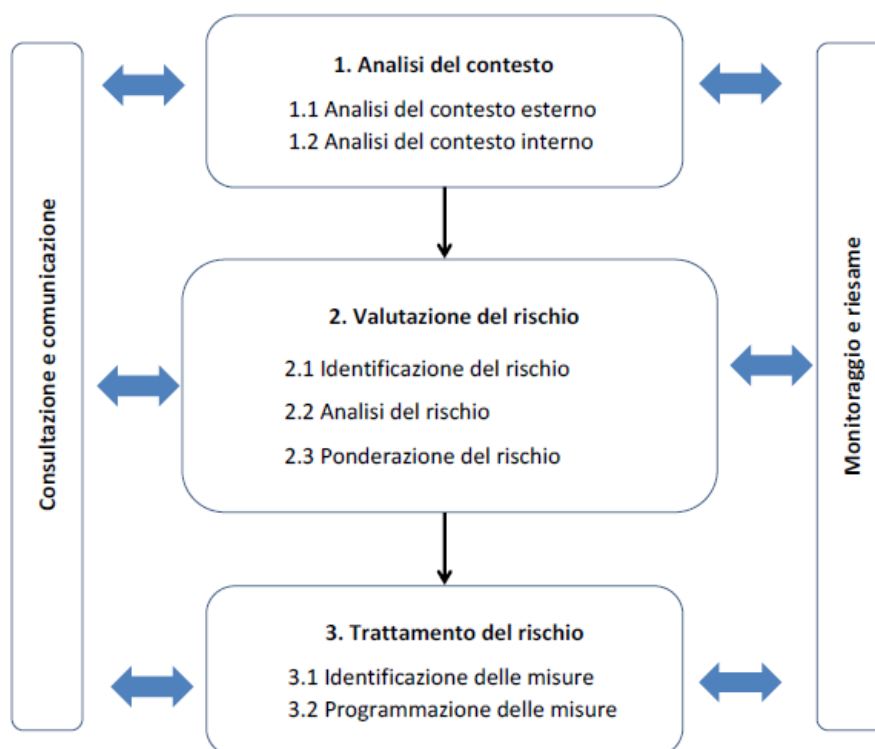 Consultazione e comunicazione
1. Analisi del contesto
1.1 Analisi del contesto esterno
1.2 Analisi del contesto interno
2. Valutazione del rischio
2.1 Identificazione del rischio
2.2 Analisi del rischio
2.3 Ponderazione del rischio
3. Trattamento del rischio
3.1 Identificazione delle misure
3.2 Programmazione delle misure
Monitoraggio e riesame